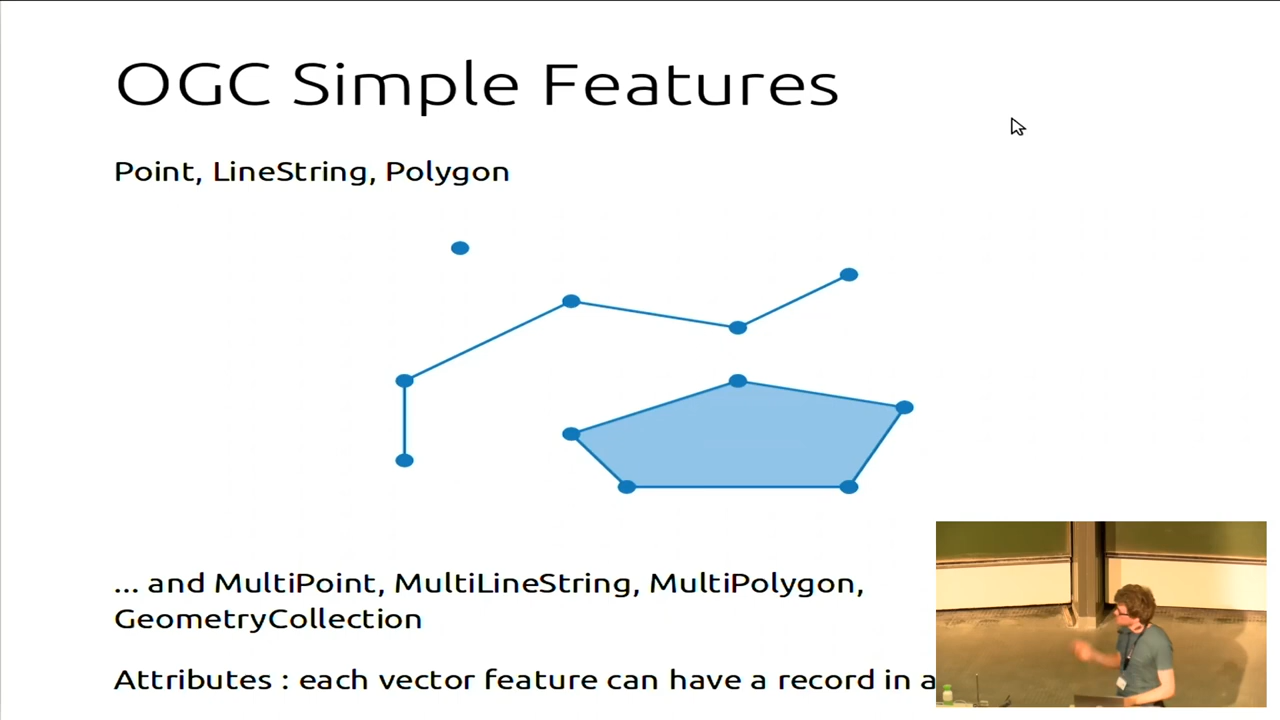 OGC Simple Features
Point, LineString, Polygon
... and MultiPoint, MultiLineString, MultiPolygon,
GeometryCollection
Attributes : each vector feature can have a record in a